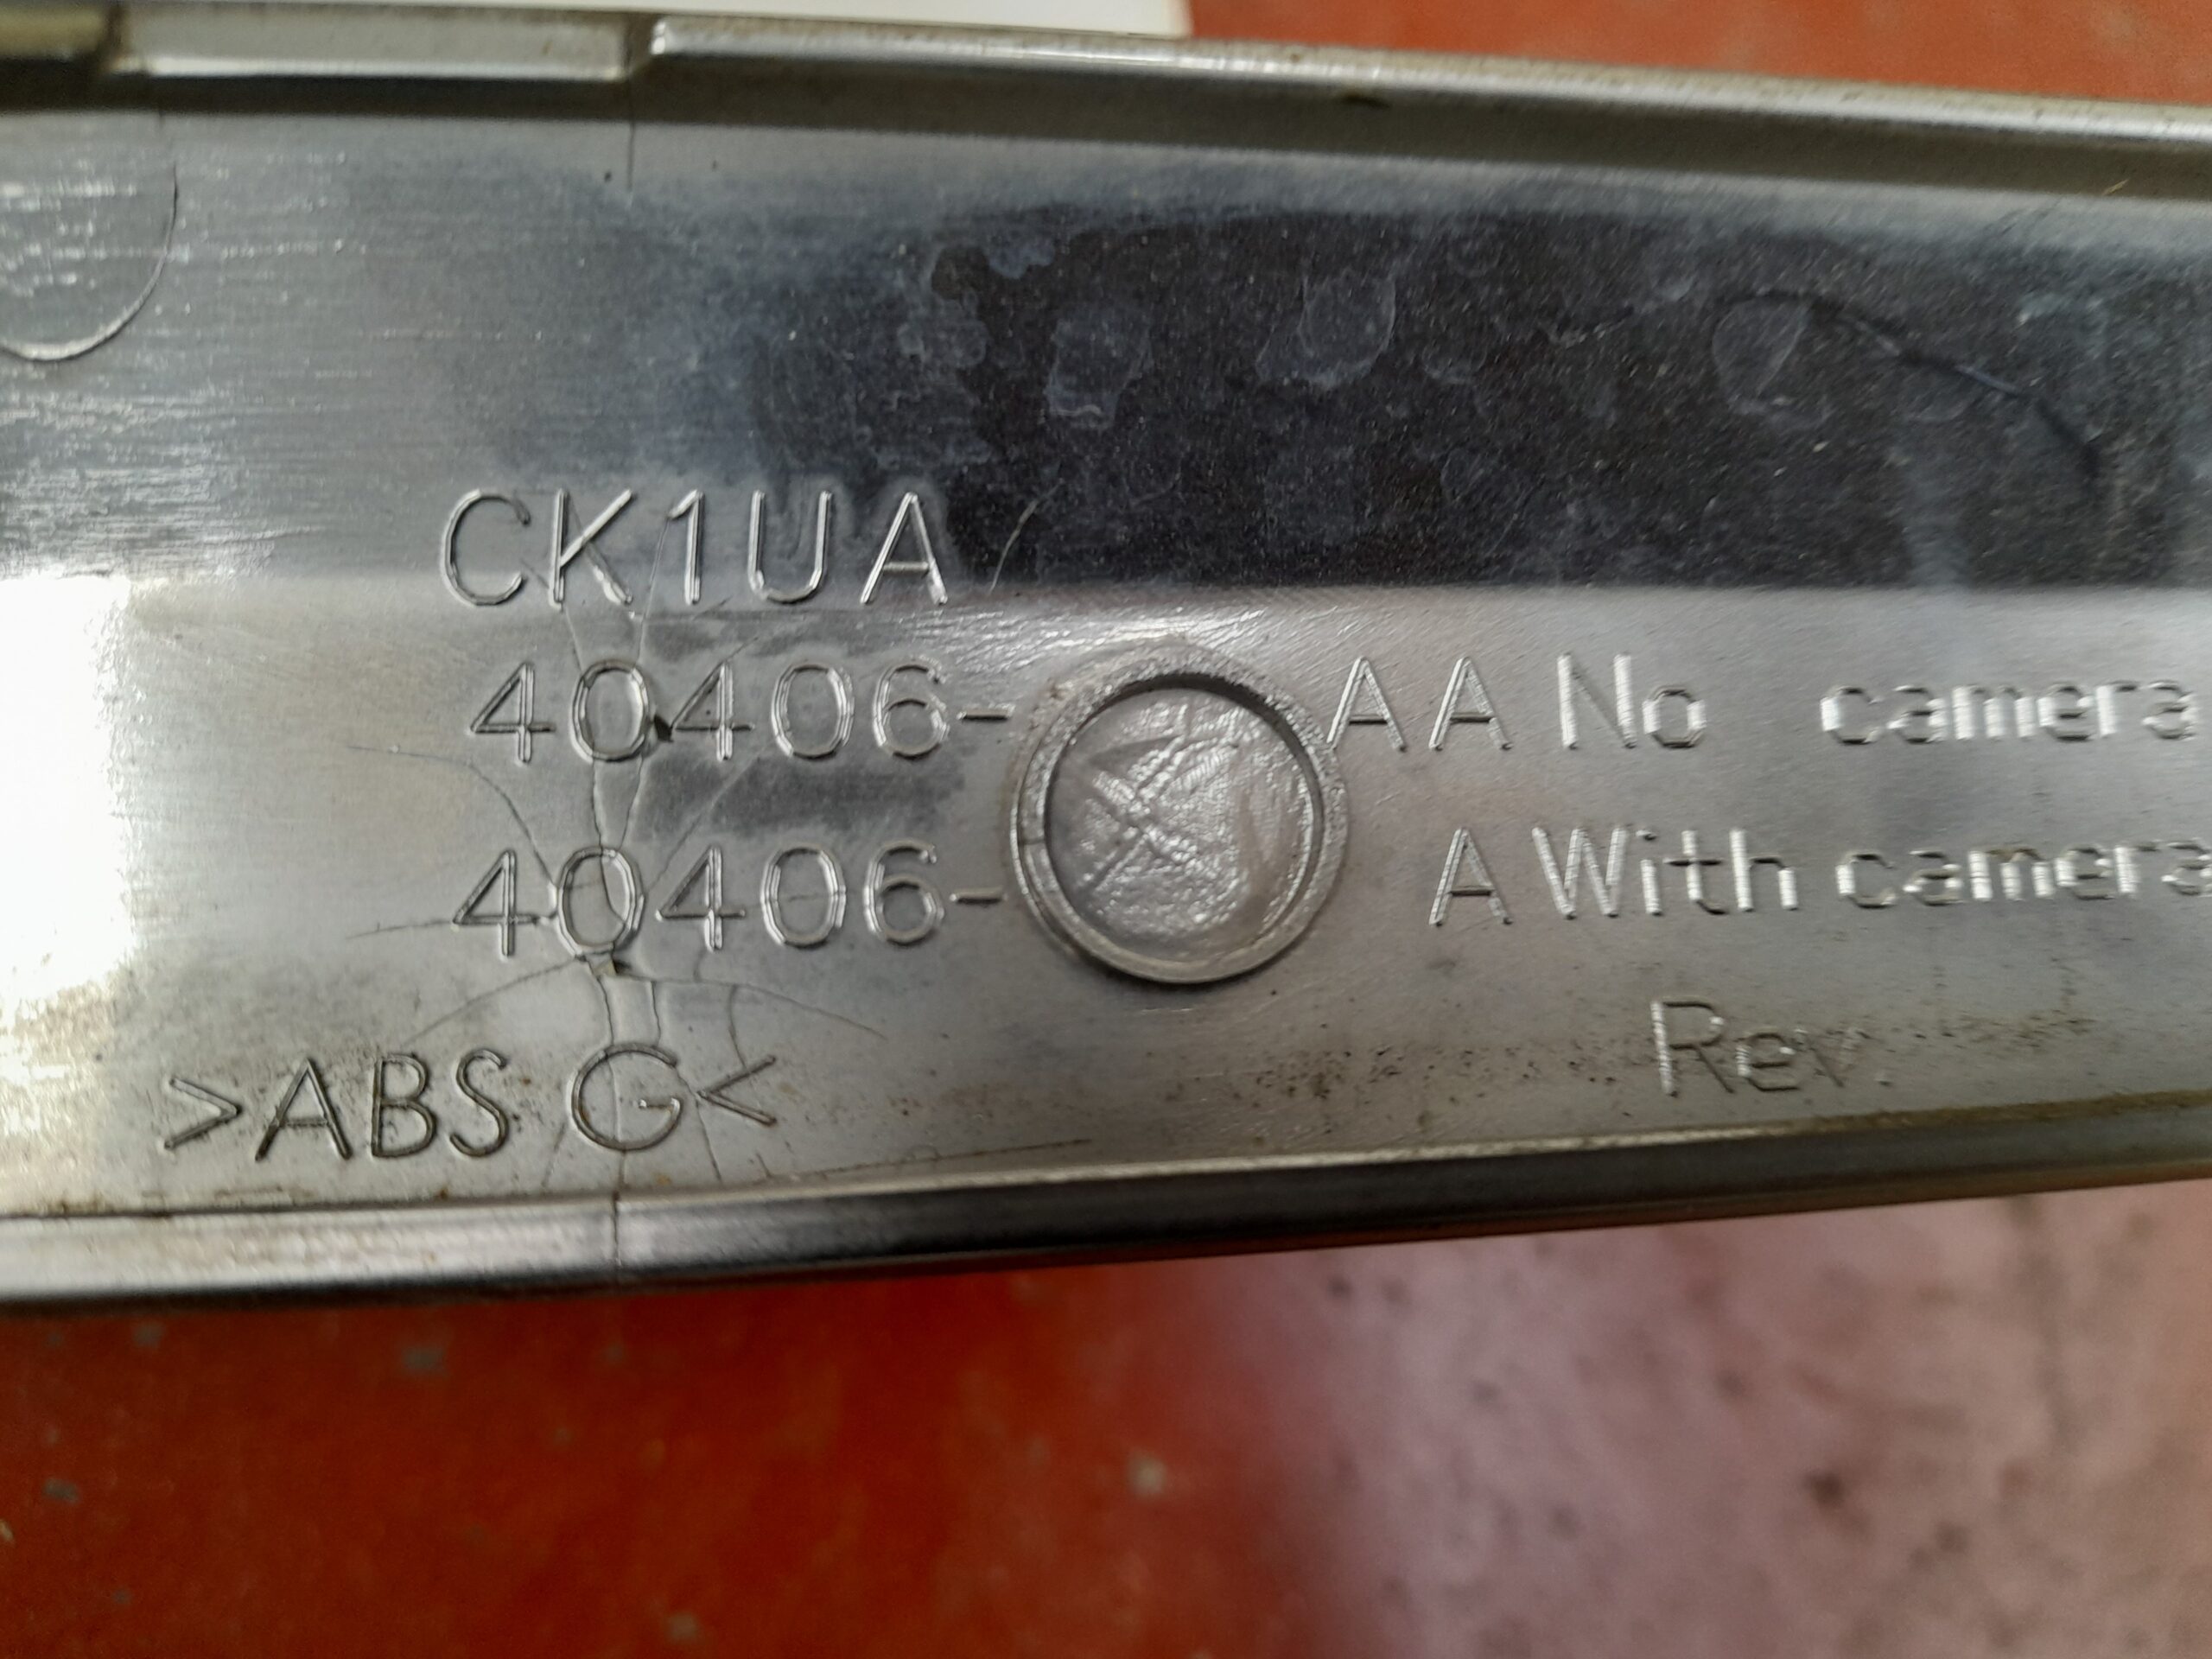 CK1UA
40406- AA No camera
40406- A With camera
Rev.
>ABS G<